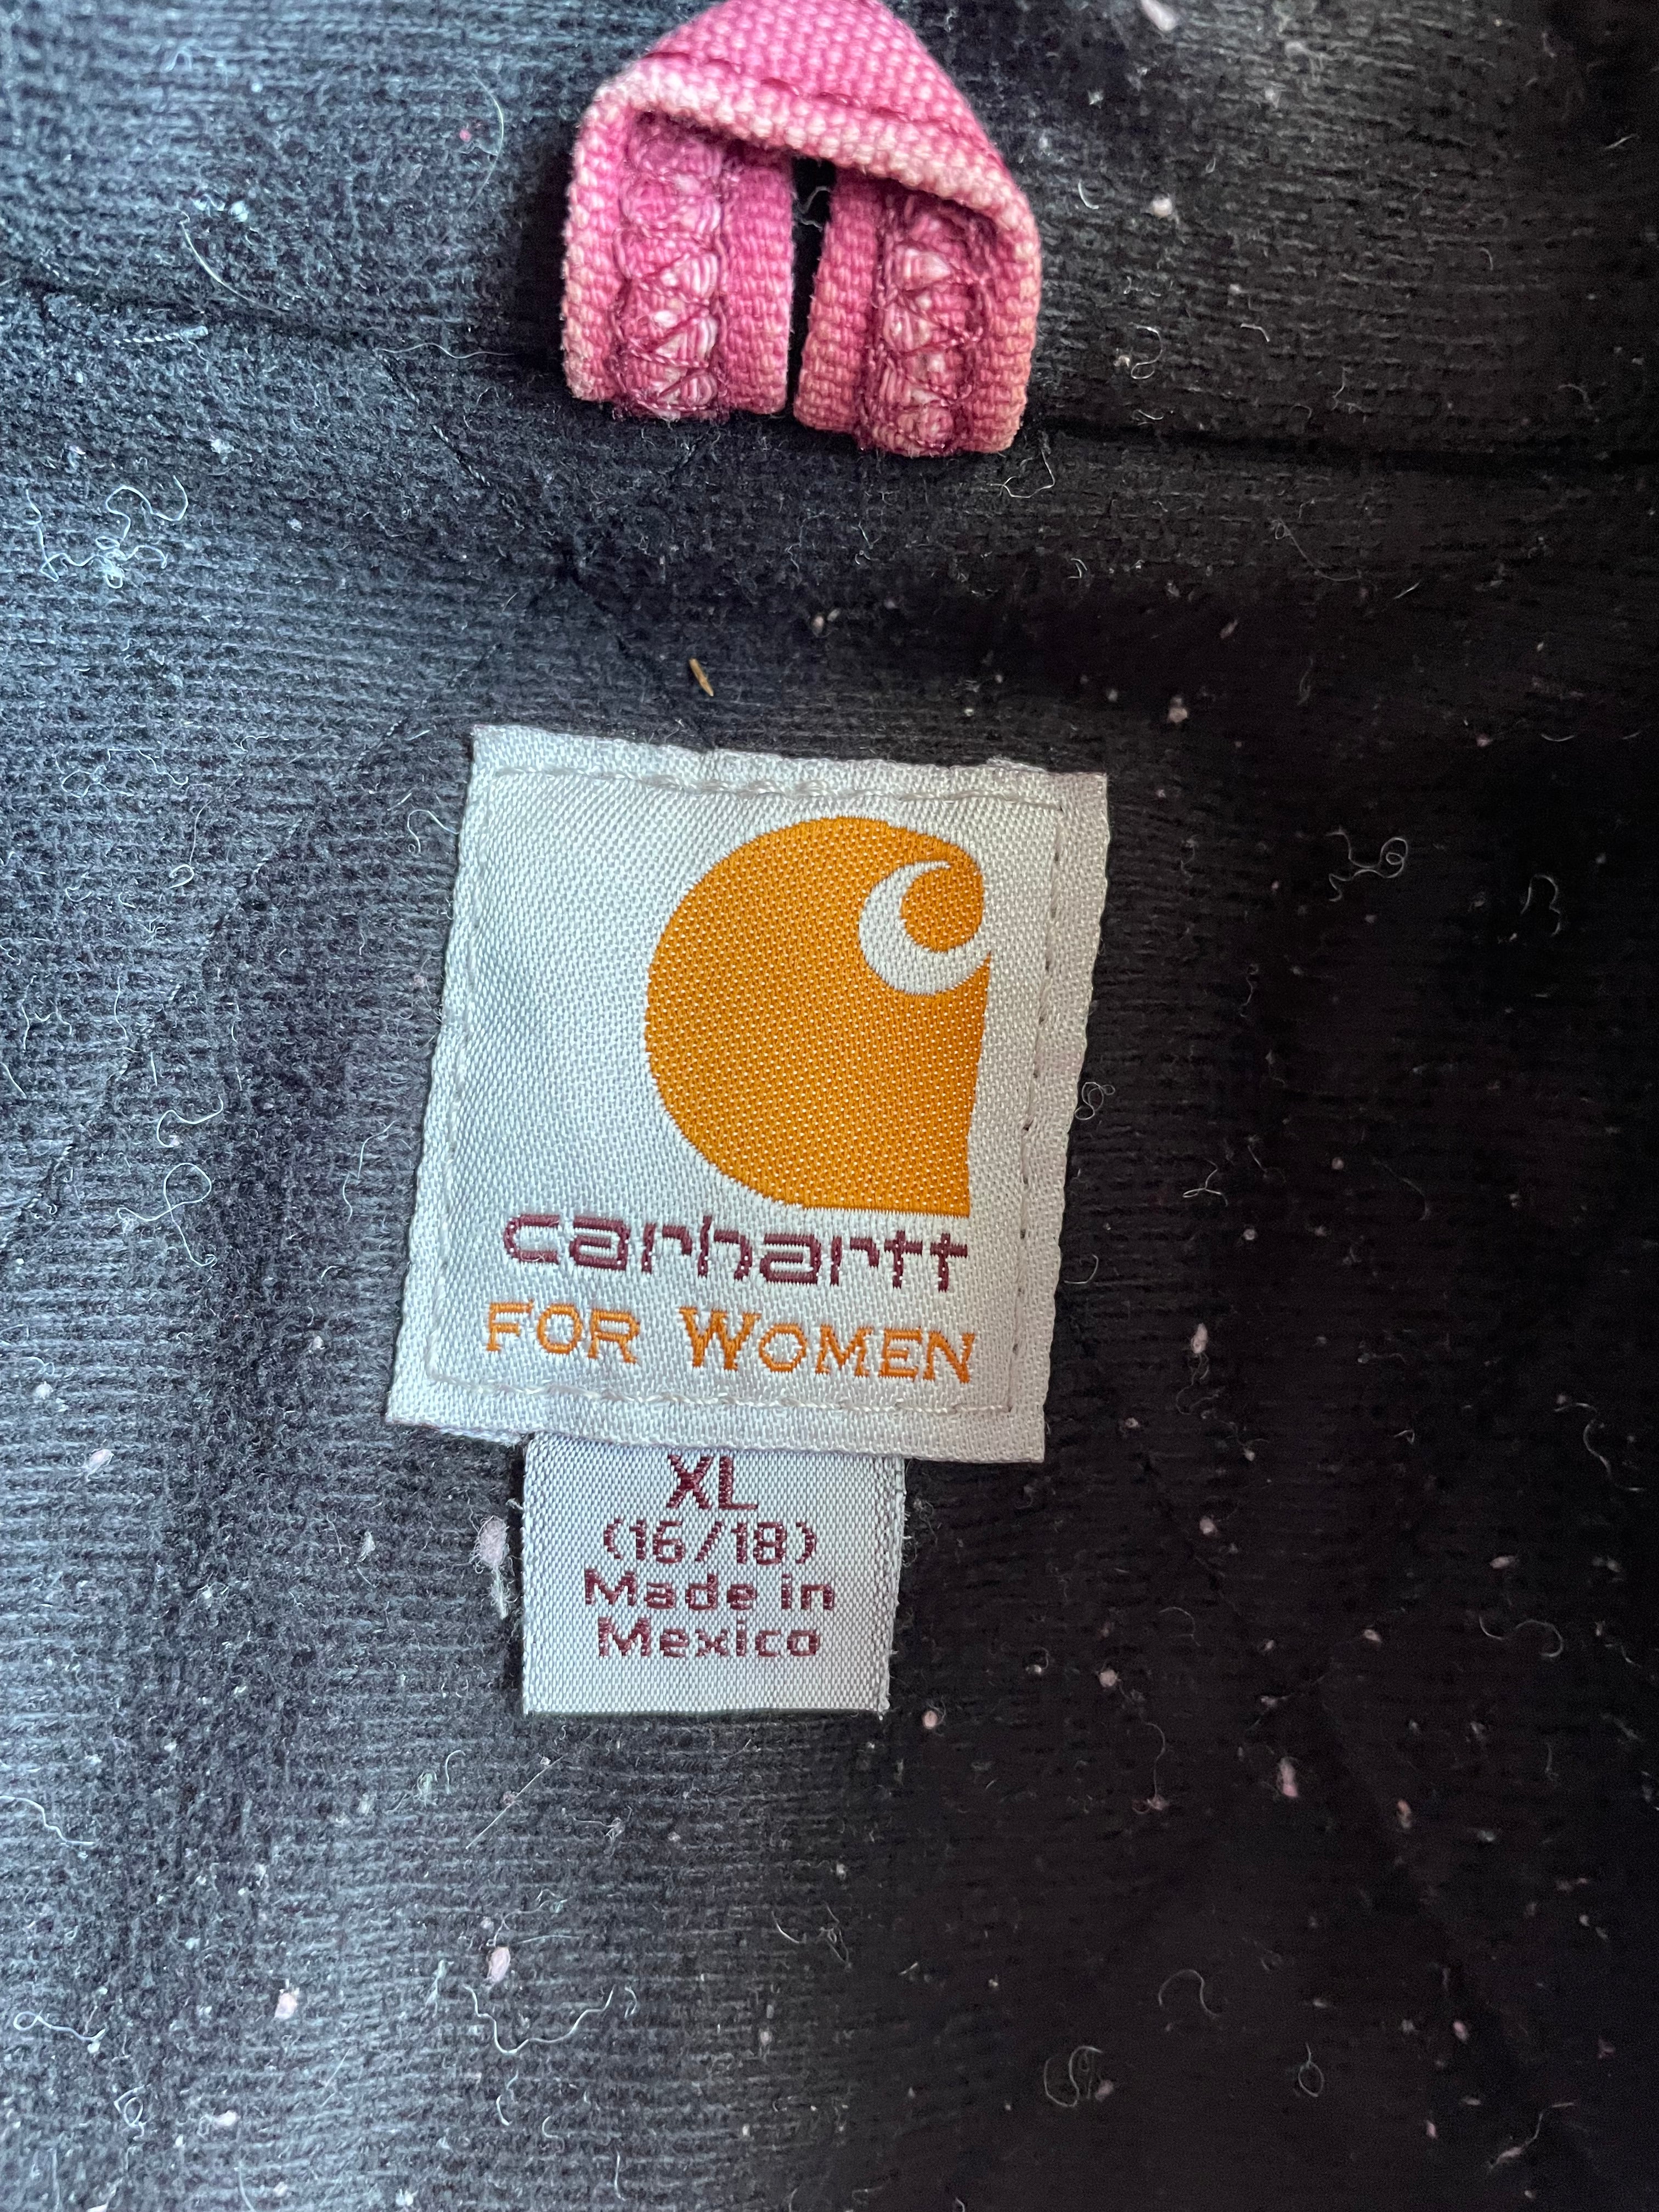 carhartt
FOR WOMEN
XL
(16/18)
Made in
Mexico